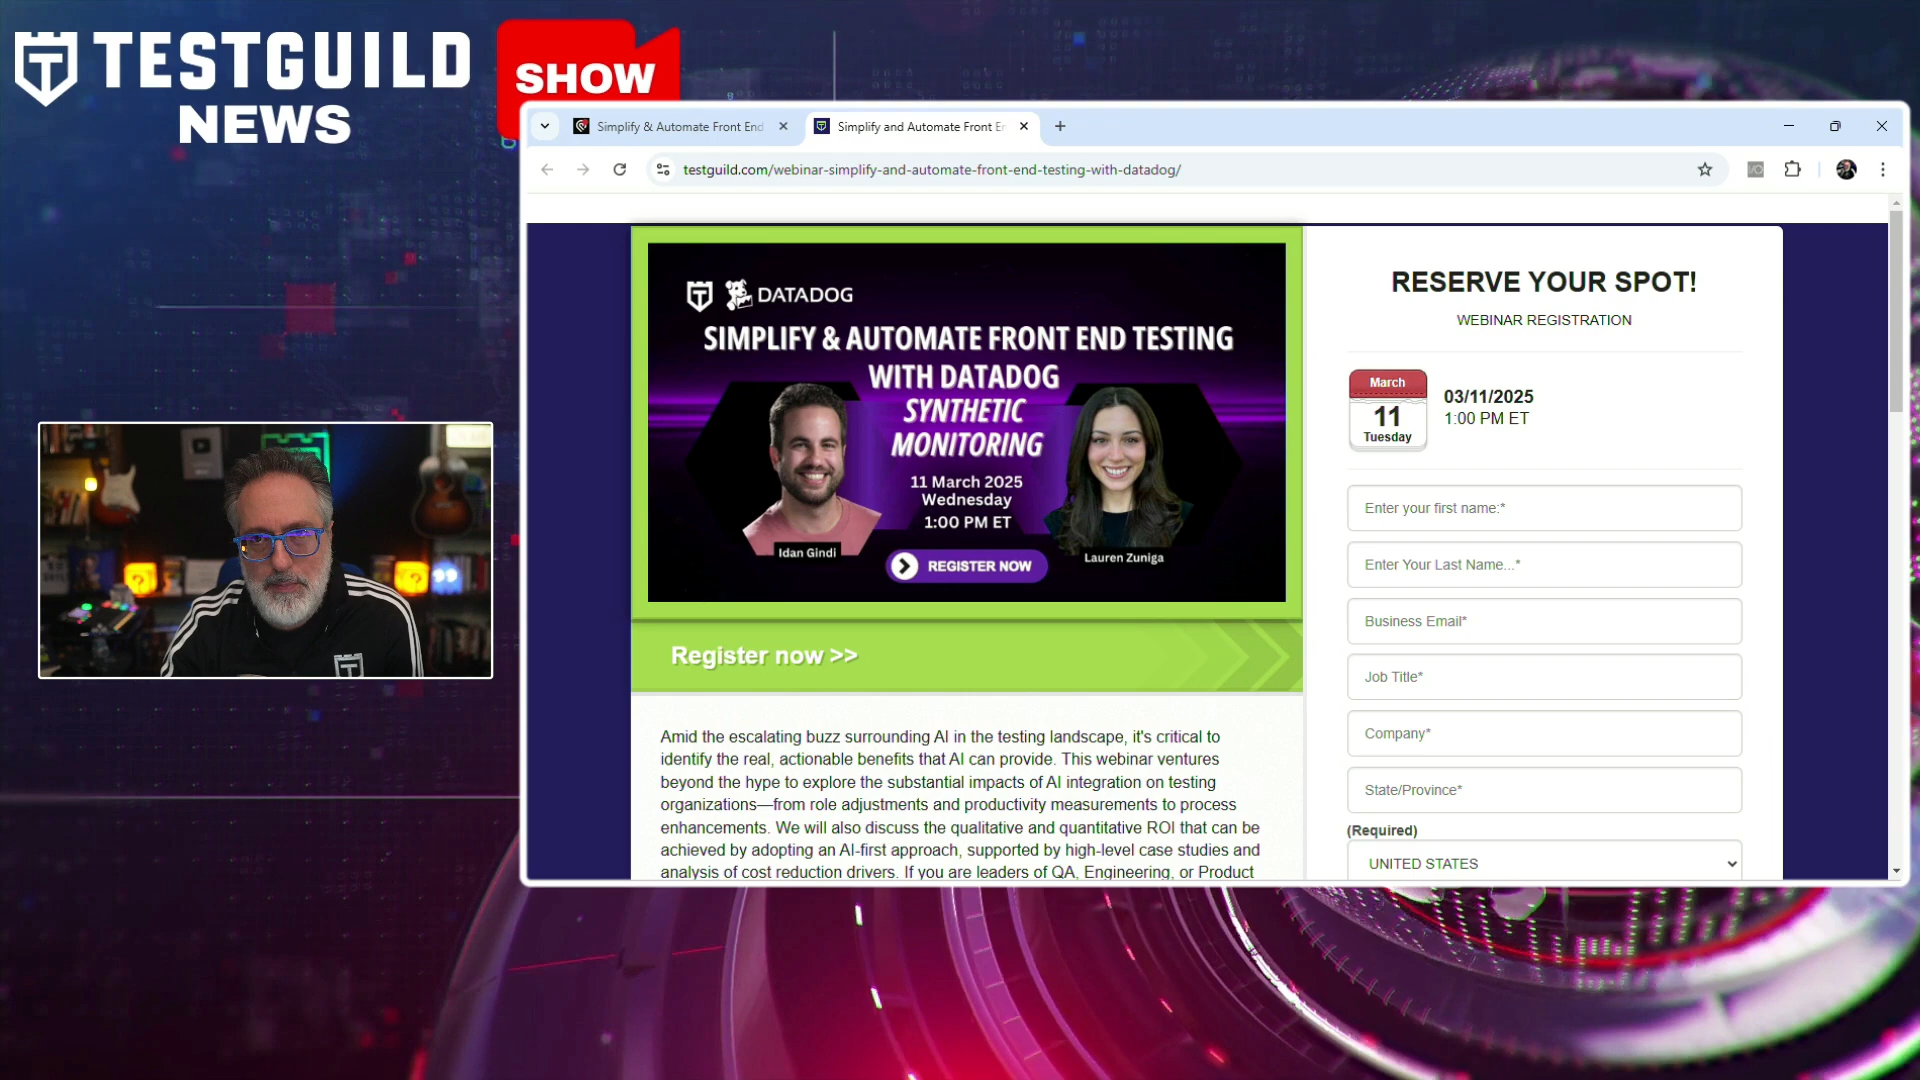 TESTGUILD
NEWS
SHOW
Simplify & Automate Front End
Simplify and Automate Front En
testguild.com/webinar-simplify-and-automate-front-end-testing-with-datadog/
DATADOG
SIMPLIFY & AUTOMATE FRONT END TESTING
WITH DATADOG
SYNTHETIC
MONITORING
11 March 2025
Wednesday
1:00 PM ET
Idan Gindi
Lauren Zuniga
REGISTER NOW
Register now >>
Amid the escalating buzz surrounding AI in the testing landscape, it's critical to
identify the real, actionable benefits that AI can provide. This webinar ventures
beyond the hype to explore the substantial impacts of AI integration on testing
organizations—from role adjustments and productivity measurements to process
enhancements. We will also discuss the qualitative and quantitative ROI that can be
achieved by adopting an AI-first approach, supported by high-level case studies and
analysis of cost reduction drivers. If you are leaders of QA, Engineering, or Product
RESERVE YOUR SPOT!
WEBINAR REGISTRATION
March
11
Tuesday
03/11/2025
1:00 PM ET
Enter your first name:*
Enter Your Last Name...*
Business Email*
Job Title*
Company*
State/Province*
(Required)
UNITED STATES